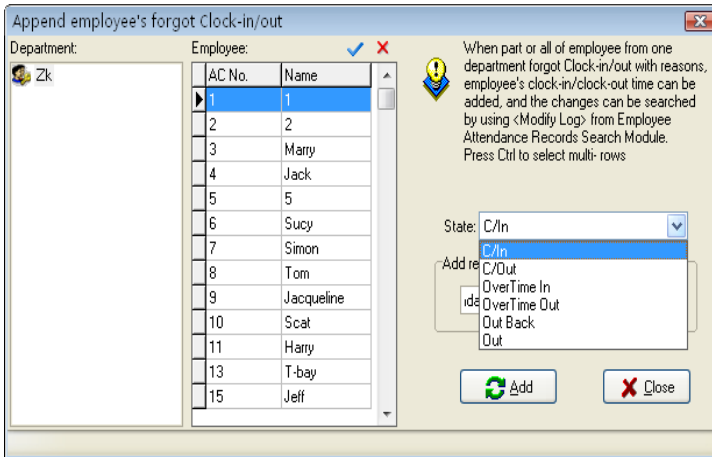 Append employee's forgot Clock-in/out
Department:
Zk
Employee:
AC No. Name
1 1
2 2
3 Marry
4 Jack
5 5
6 Sucy
7 Simon
8 Tom
9 Jacqueline
10 Scat
11 Harry
13 T-bay
15 Jeff
When part or all of employee from one
department forgot Clock-in/out with reasons,
employee's clock-in/clock-out time can be
added, and the changes can be searched
by using <Modify Log> from Employee
Attendance Records Search Module.
Press Ctrl to select multi- rows
State: C/In
C/In
C/Out
OverTime In
OverTime Out
Out Back
Out
Add
Add
Close